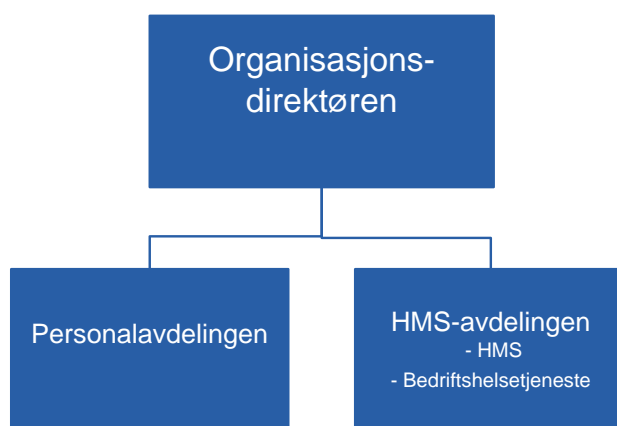 Organisasjons-
direktøren
Personalavdelingen
HMS-avdelingen
- HMS
- Bedriftshelsetjeneste